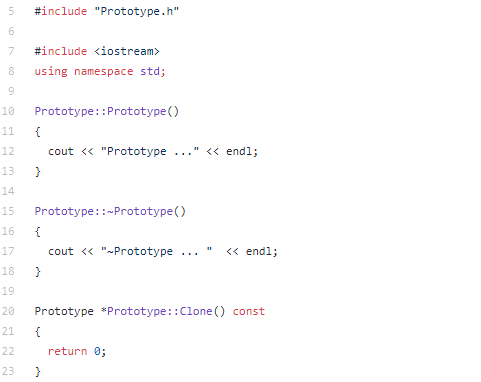 5 #include "Prototype.h"
6
7 #include <iostream>
8 using namespace std;
9
10 Prototype::Prototype()
11 {
12   cout << "Prototype ..." << endl;
13 }
14
15 Prototype::~Prototype()
16 {
17   cout << "~Prototype ... "  << endl;
18 }
19
20 Prototype *Prototype::Clone() const
21 {
22   return 0;
23 }